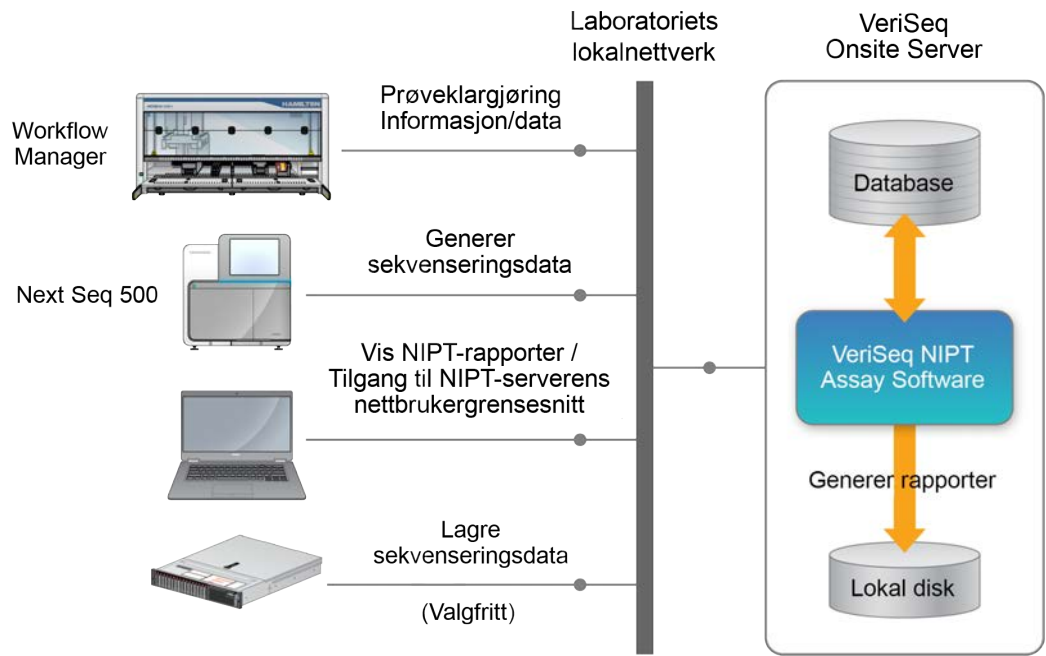 Laboratoriets
lokalnettverk
VeriSeq
Onsite Server
Workflow
Manager
HAMILTON
Prøveklargjøring
Informasjon/data
Next Seq 500
Generer
sekvenseringsdata
Vis NIPT-rapporter /
Tilgang til NIPT-serverens
nettbrukergrensesnitt
Lagre
sekvenseringsdata
(Valgfritt)
Database
VeriSeq NIPT
Assay Software
Generer rapporter
Lokal disk